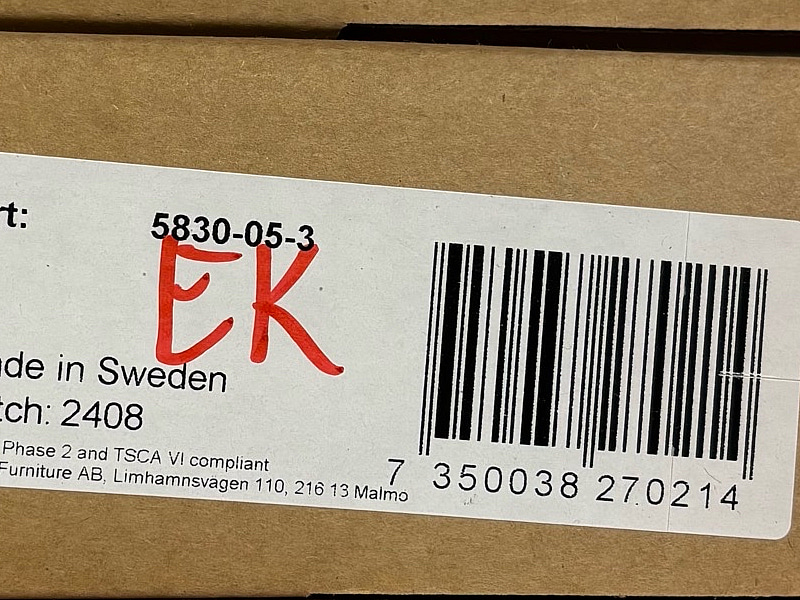 rt: 5830-05-3
EK
ade in Sweden
tch: 2408
Phase 2 and TSCA VI compliant
Furniture AB, Limhamnsvägen 110, 216 13 Malmo
7 350038 270214